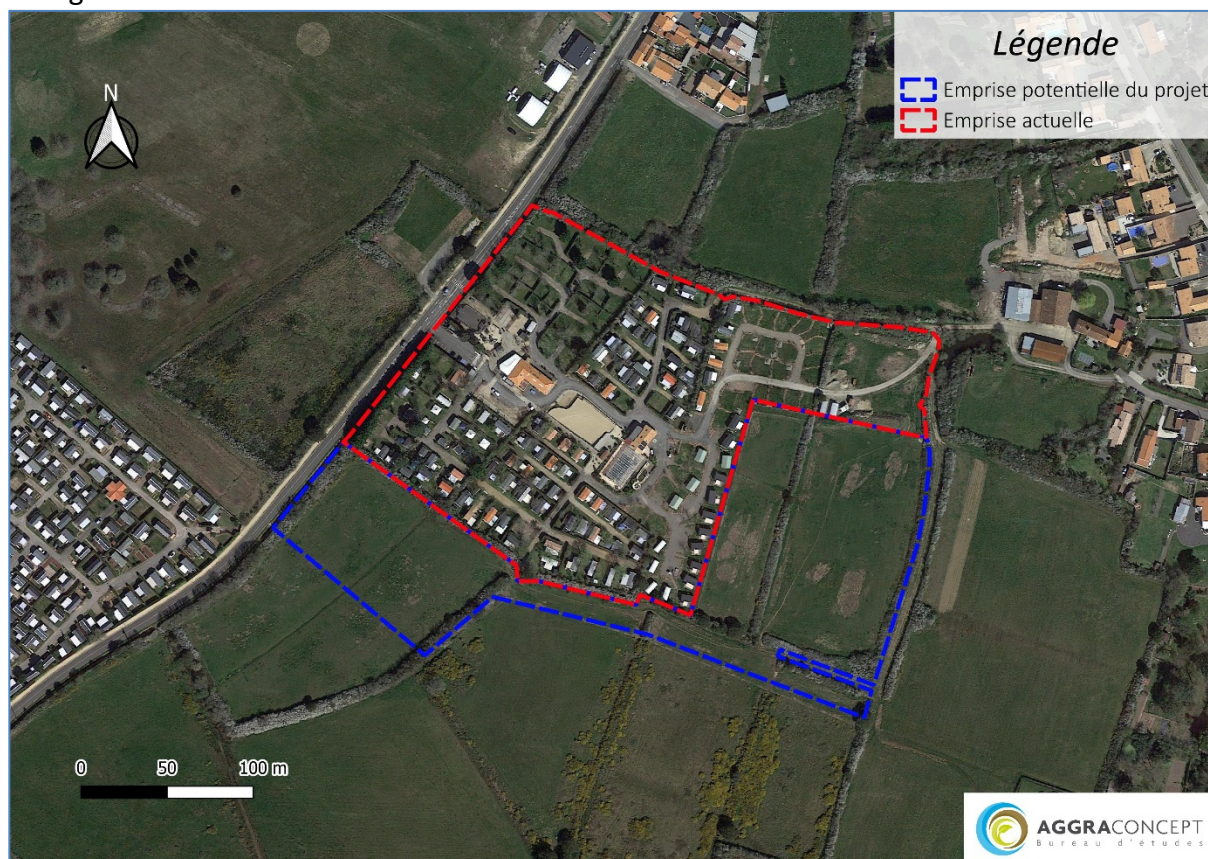 Légende
Emprise potentielle du projet
Emprise actuelle
N
0 50 100 m
AGGRACONCEPT
Bureau d'études